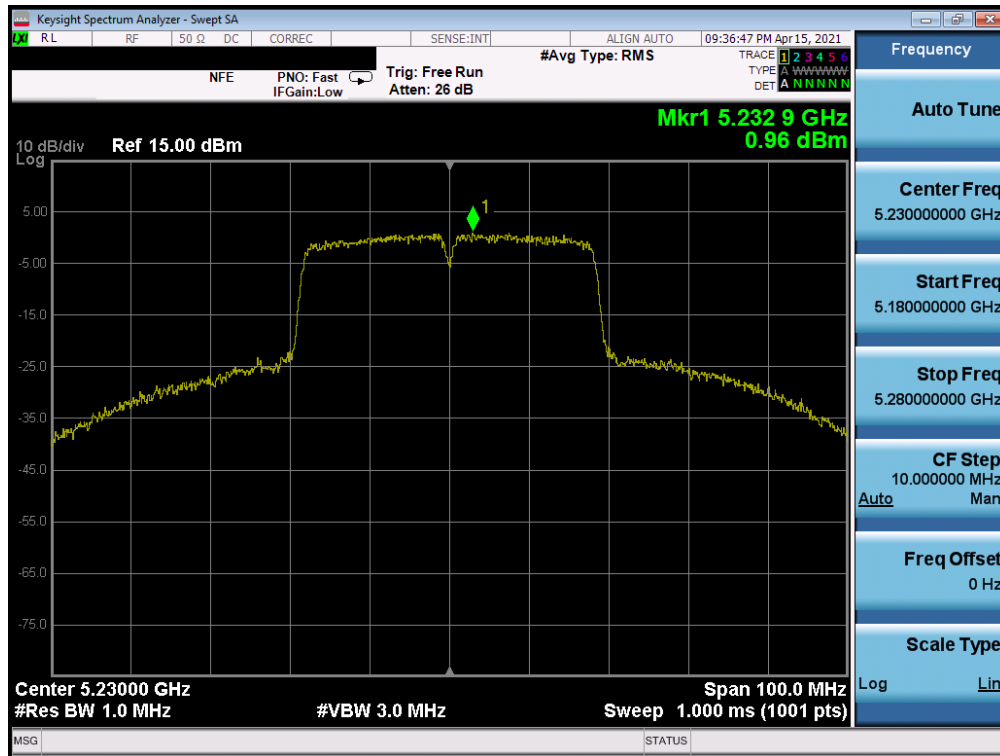 Keysight Spectrum Analyzer - Swept SA
LXI RL RF 50 Ω DC CORREC SENSE:INT ALIGN AUTO 09:36:47 PM Apr 15, 2021
NFE PNO: Fast Trig: Free Run #Avg Type: RMS TRACE 1 2 3 4 5 6
IFGain:Low Atten: 26 dB TYPE A WWWWW
DET A N N N N N
Mkr1 5.232 9 GHz
0.96 dBm
10 dB/div Ref 15.00 dBm
Log
1
5.00
-5.00
-15.0
-25.0
-35.0
-45.0
-55.0
-65.0
-75.0
Center 5.23000 GHz Span 100.0 MHz
#Res BW 1.0 MHz #VBW 3.0 MHz Sweep 1.000 ms (1001 pts)
MSG STATUS
Frequency
Auto Tune
Center Freq
5.230000000 GHz
Start Freq
5.180000000 GHz
Stop Freq
5.280000000 GHz
CF Step
10.000000 MHz
Auto Man
Freq Offset
0 Hz
Scale Type
Log Lin